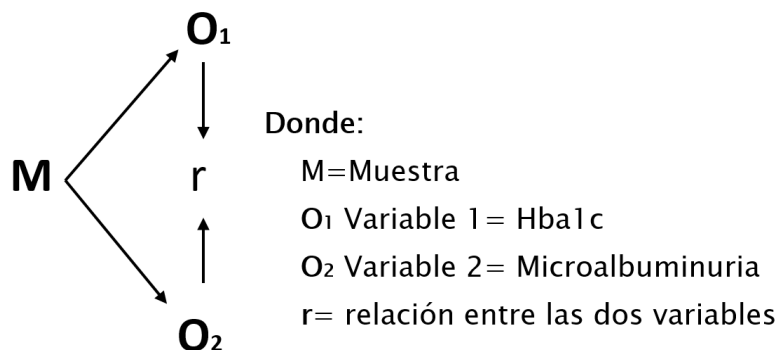 O₁
Donde:
M
r
M=Muestra
O₁ Variable 1= Hba1c
O₂ Variable 2= Microalbuminuria
r= relación entre las dos variables
O₂